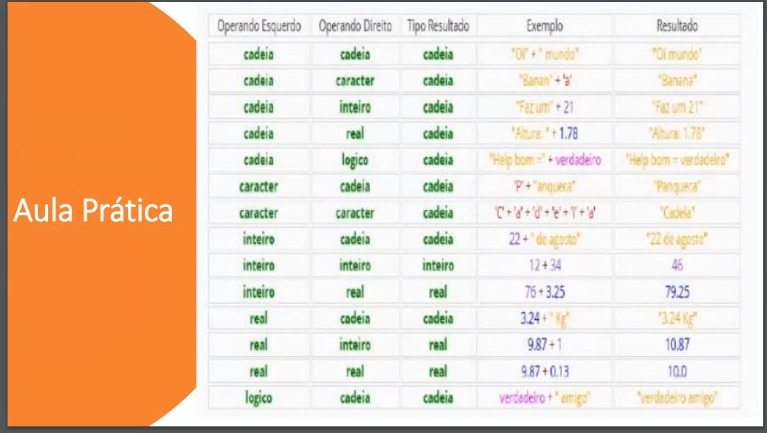 Aula Prática
Operando Esquerdo Operando Direito Tipo Resultado Exemplo Resultado
cadeia cadeia cadeia "Oi" + " mundo" "Oi mundo"
cadeia caracter cadeia "Banan" + 'a' "Banana"
cadeia inteiro cadeia "Faz um" + 21 "Faz um 21"
cadeia real cadeia "Altura: " + 1.78 "Altura: 1.78"
cadeia logico cadeia "Help bom =" + verdadeiro "Help bom = verdadeiro"
caracter cadeia cadeia 'P' + "anqueca" "Panqueca"
caracter caracter cadeia 'C' + 'a' + 'd' + 'e' + 'i' + 'a' "Cadeia"
inteiro cadeia cadeia 22 + " de agosto" "22 de agosto"
inteiro inteiro inteiro 12 + 34 46
inteiro real real 76 + 3.25 79.25
real cadeia cadeia 3.24 + " Kg" "3.24 Kg"
real inteiro real 9.87 + 1 10.87
real real real 9.87 + 0.13 10.0
logico cadeia cadeia verdadeiro + " amigo" "verdadeiro amigo"